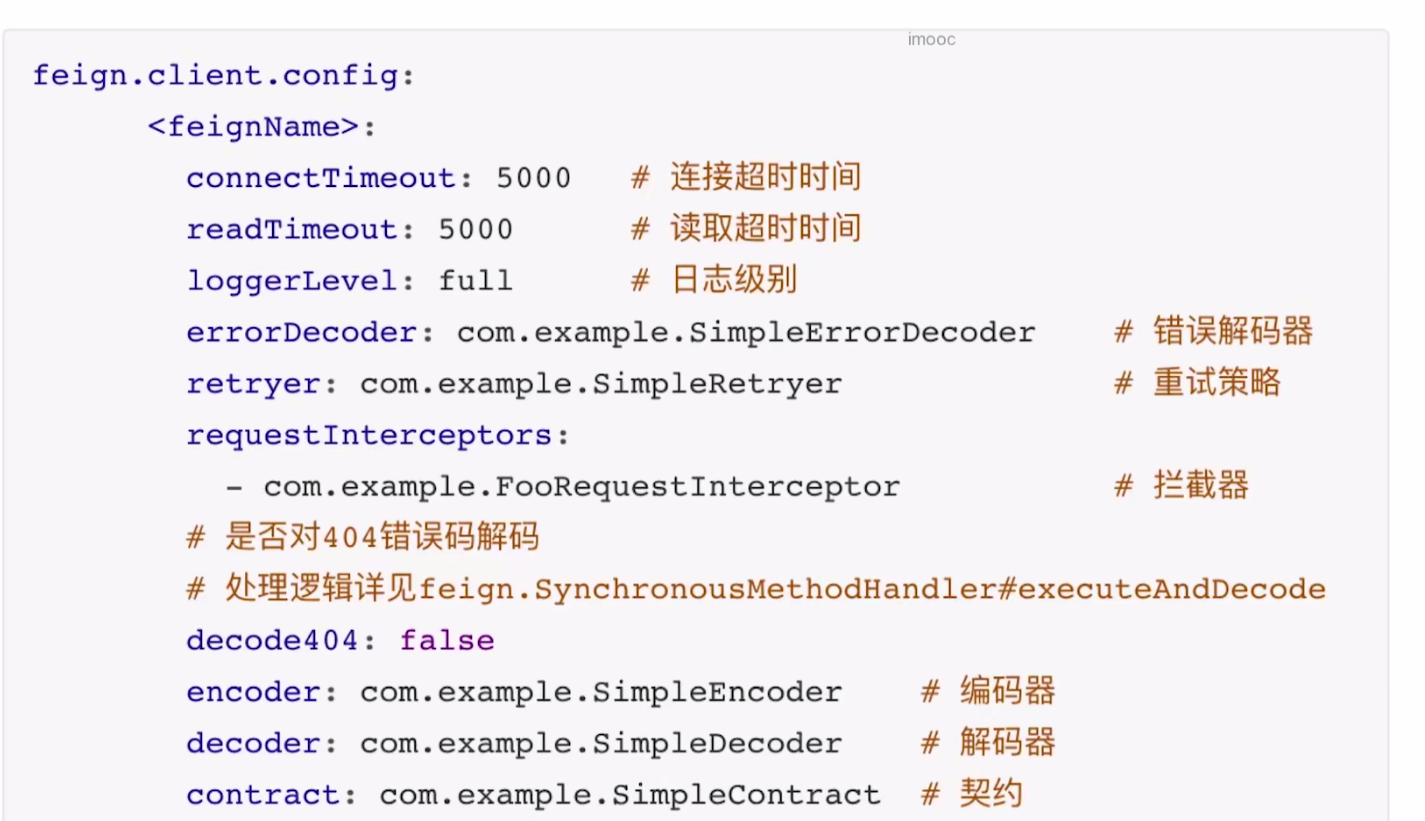 imooc
feign.client.config:
<feignName>:
connectTimeout: 5000 # 连接超时时间
readTimeout: 5000 # 读取超时时间
loggerLevel: full # 日志级别
errorDecoder: com.example.SimpleErrorDecoder # 错误解码器
retryer: com.example.SimpleRetryer # 重试策略
requestInterceptors:
- com.example.FooRequestInterceptor # 拦截器
# 是否对404错误码解码
# 处理逻辑详见feign.SynchronousMethodHandler#executeAndDecode
decode404: false
encoder: com.example.SimpleEncoder # 编码器
decoder: com.example.SimpleDecoder # 解码器
contract: com.example.SimpleContract # 契约